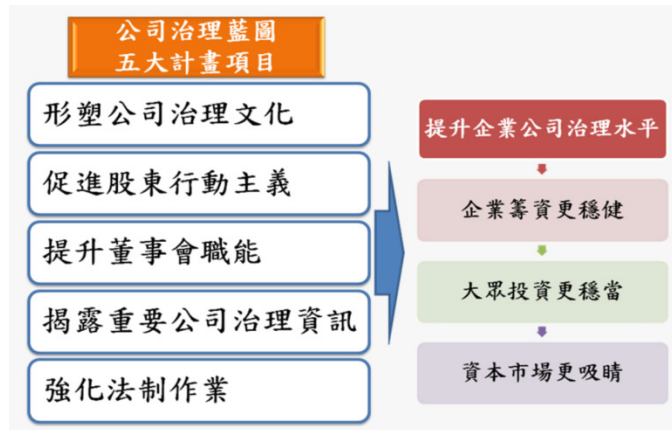 公司治理藍圖
五大計畫項目
形塑公司治理文化
促進股東行動主義
提升董事會職能
揭露重要公司治理資訊
強化法制作業
提升企業公司治理水平
企業籌資更穩健
大眾投資更穩當
資本市場更吸睛